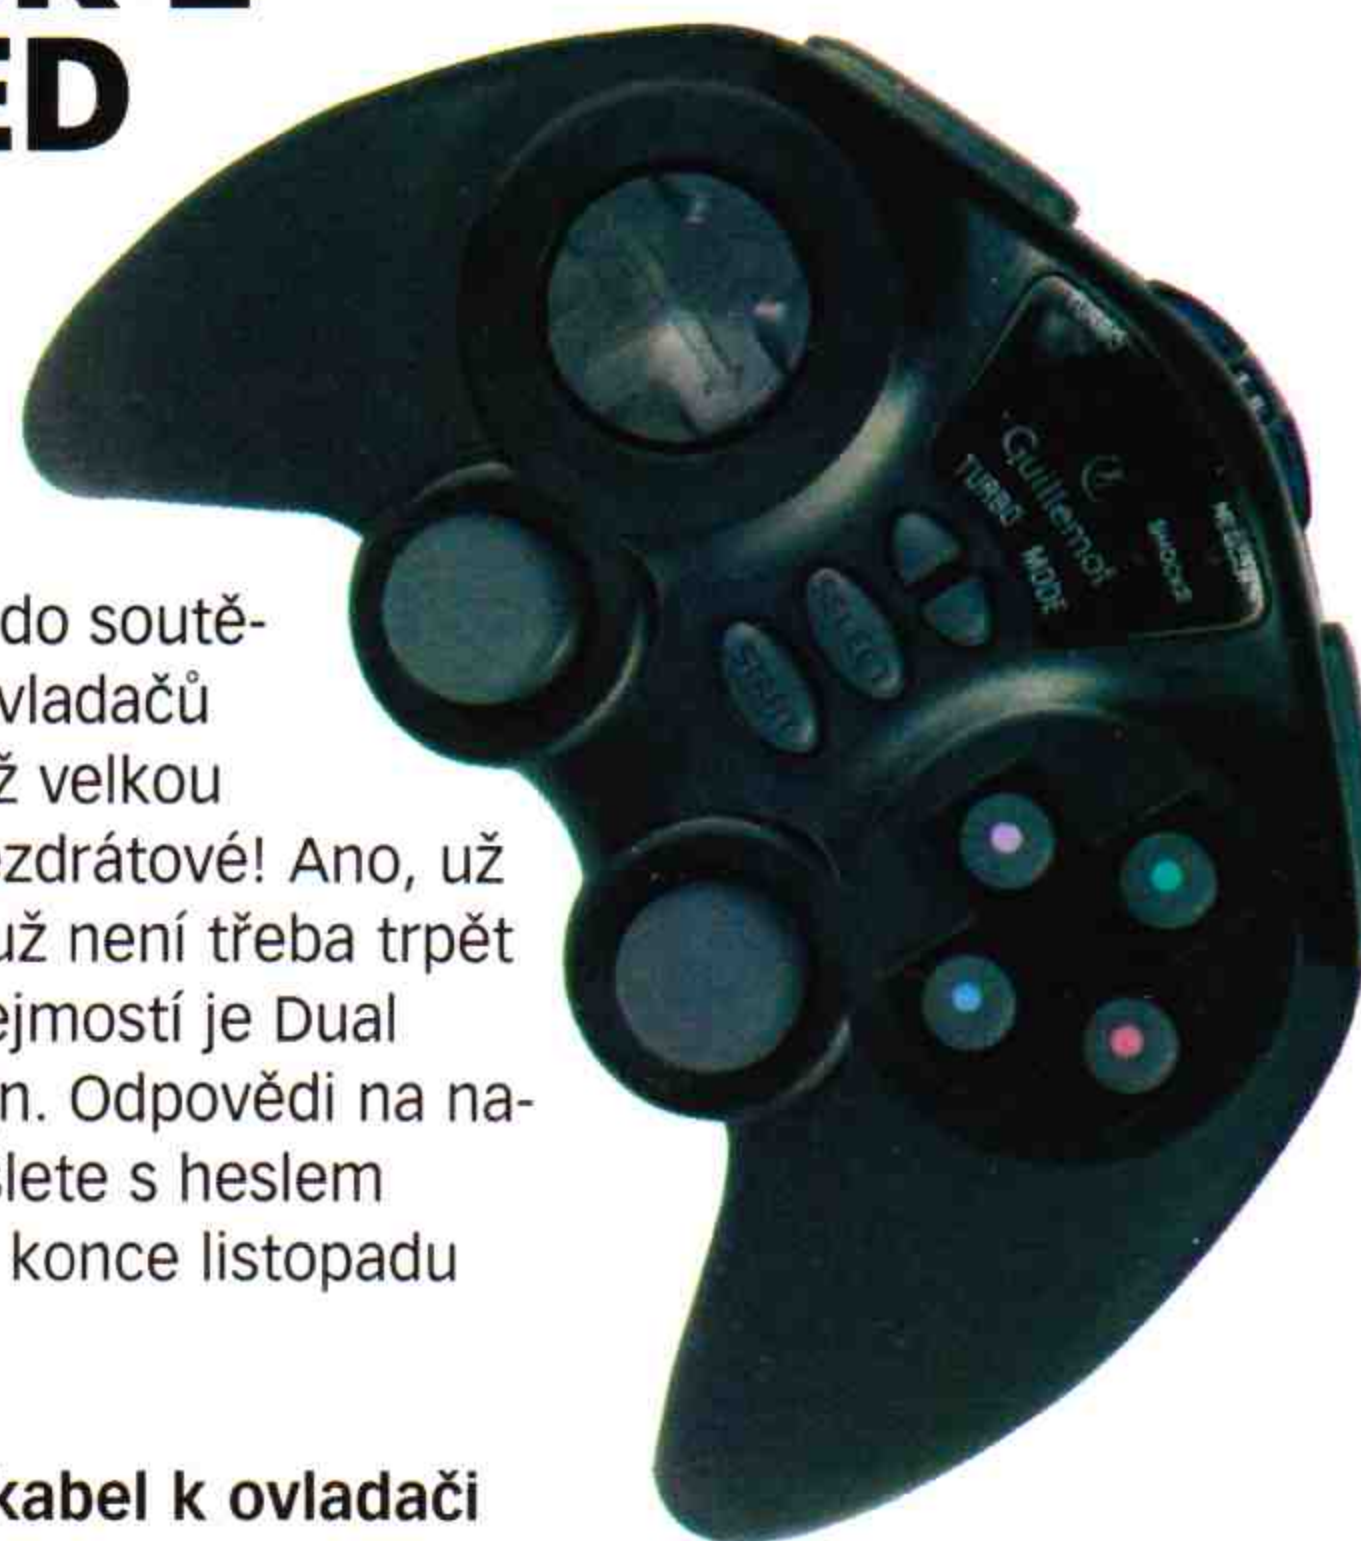 ED
do soutě-
vladačů
ž velkou
ezdrátové! Ano, už
už není třeba trpět
ejmostí je Dual
n. Odpovědi na na-
slete s heslem
konce listopadu
kabel k ovladači
Guillemot
TURBO MODE
SHOCK2
START
SELECT